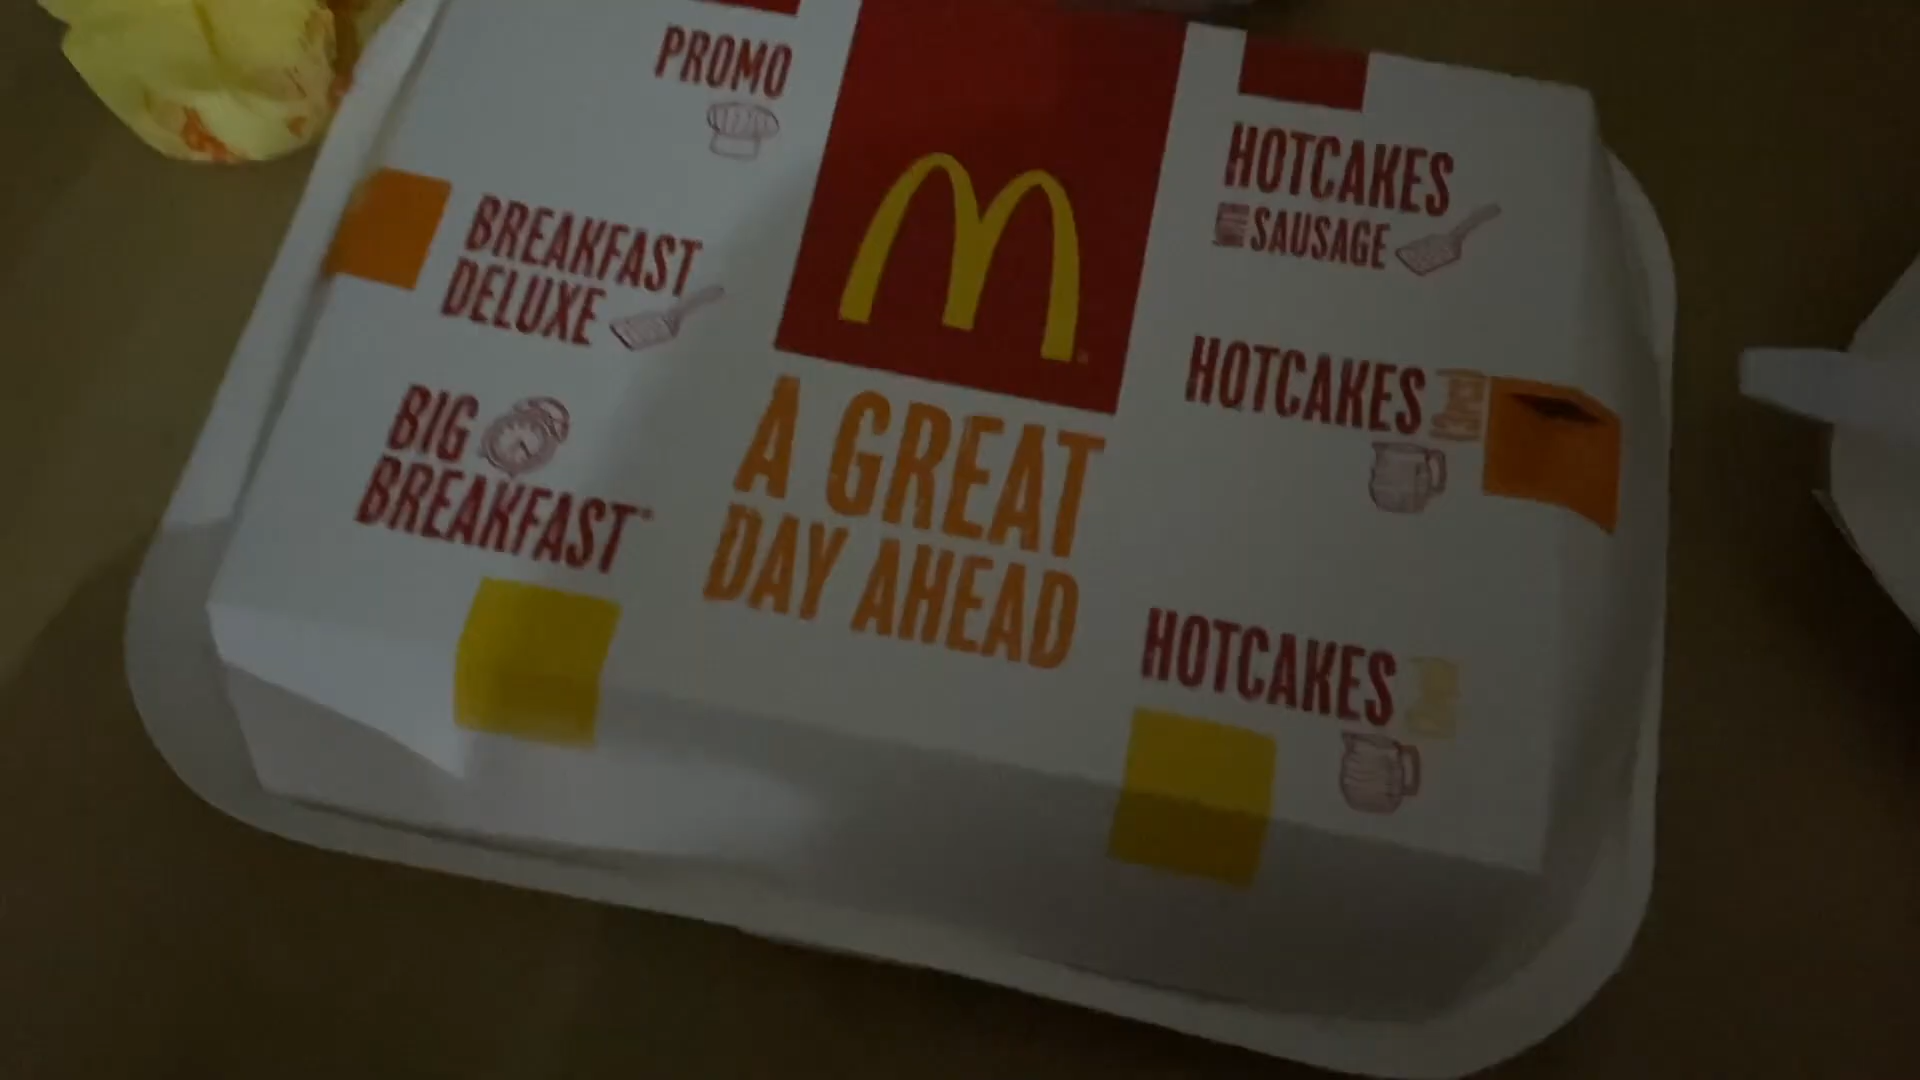 PROMO
BREAKFAST
DELUXE
BIG
BREAKFAST
A GREAT
DAY AHEAD
HOTCAKES
SAUSAGE
HOTCAKES
HOTCAKES